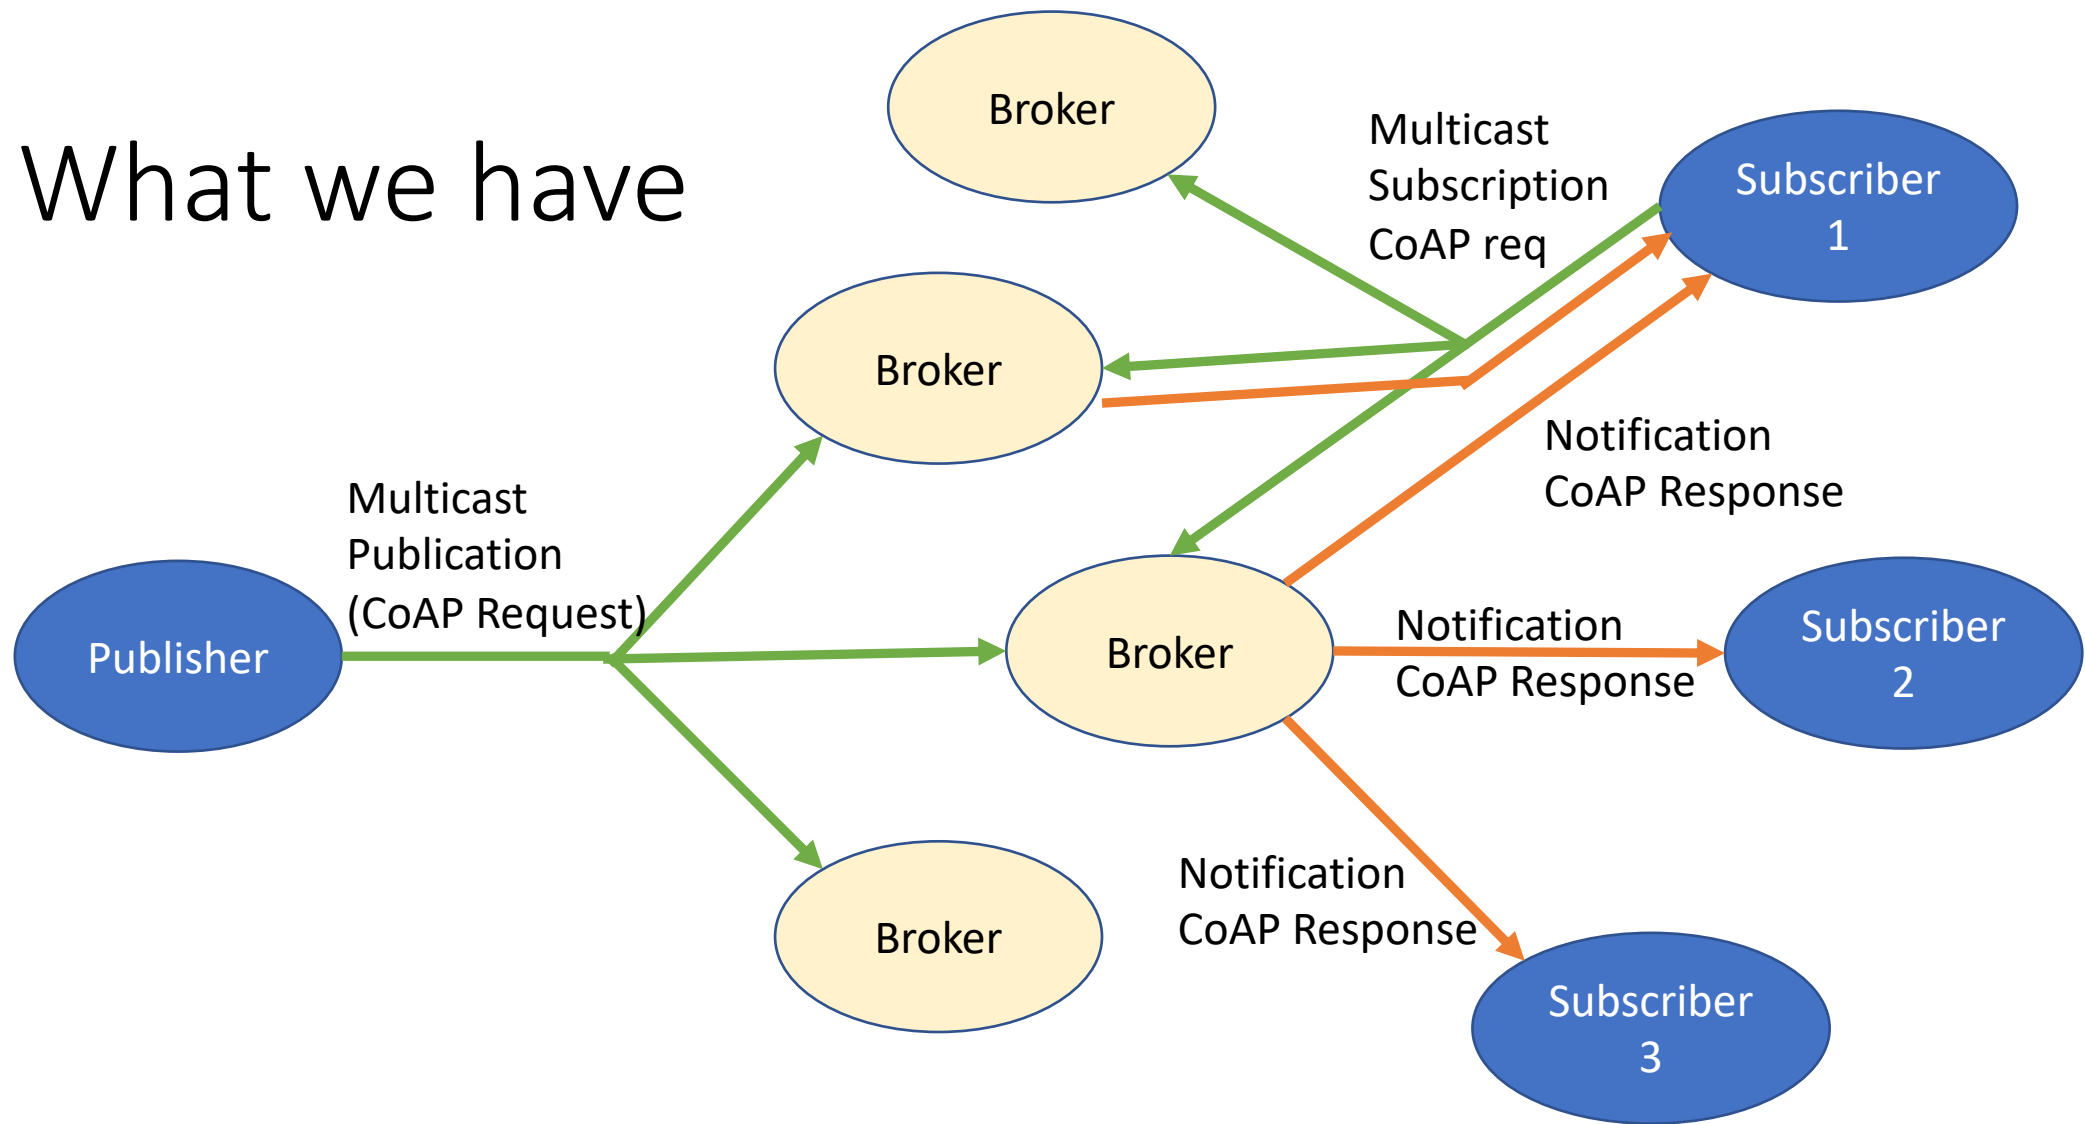 What we have
Broker
Multicast
Subscription
CoAP req
Subscriber
1
Broker
Notification
CoAP Response
Multicast
Publication
(CoAP Request)
Publisher
Broker
Notification
CoAP Response
Subscriber
2
Notification
CoAP Response
Broker
Subscriber
3